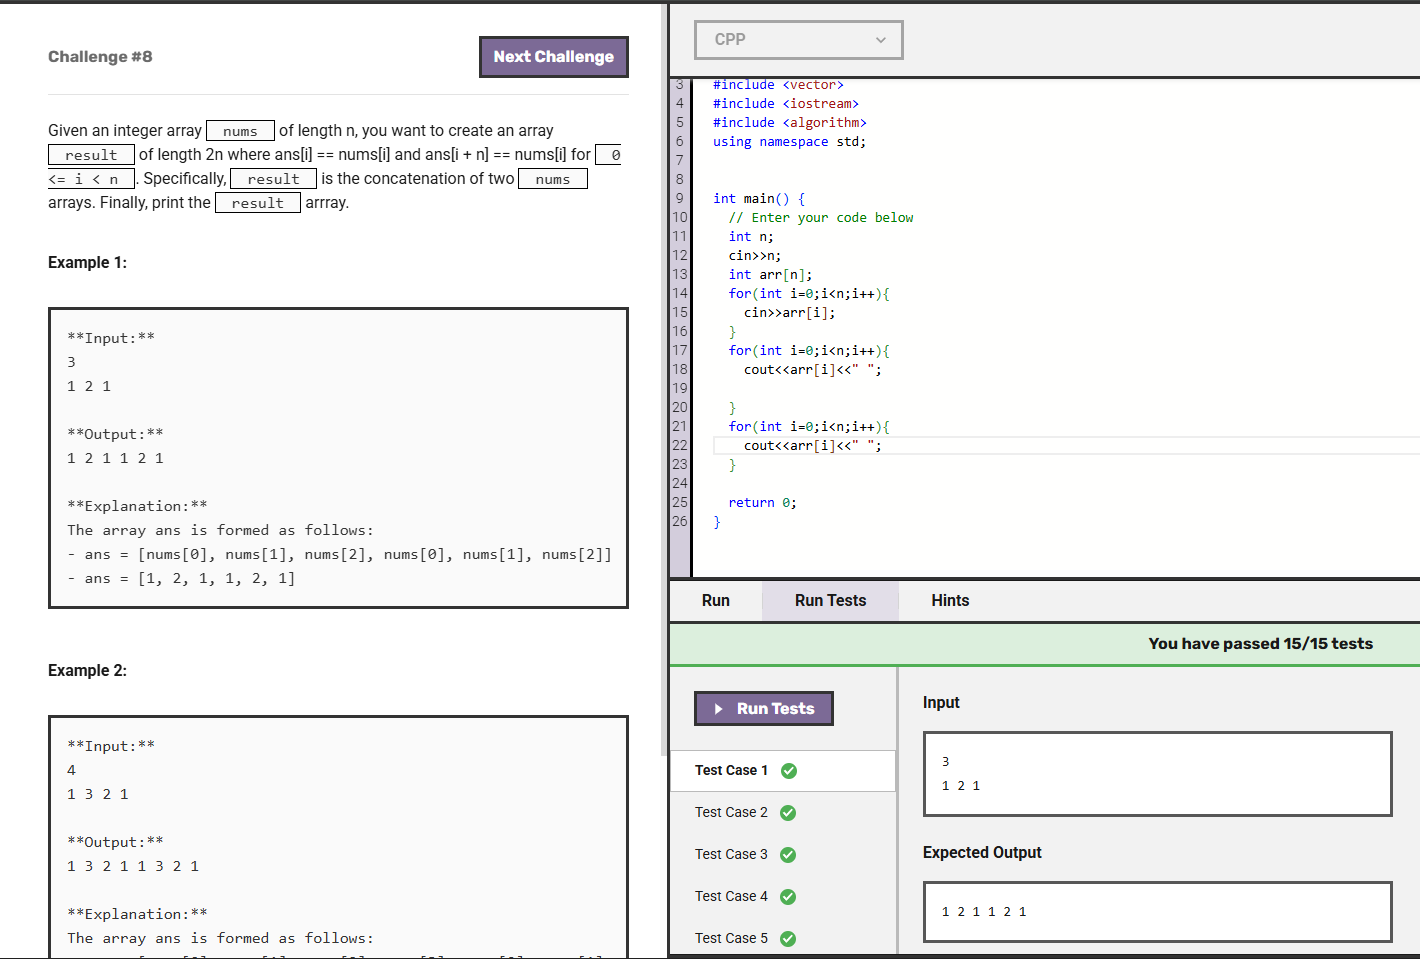 Challenge #8
Next Challenge
Given an integer array nums of length n, you want to create an array
result of length 2n where ans[i] == nums[i] and ans[i + n] == nums[i] for 0
<= i < n . Specifically, result is the concatenation of two nums
arrays. Finally, print the result arrray.
Example 1:
**Input:**
3
1 2 1
**Output:**
1 2 1 1 2 1
**Explanation:**
The array ans is formed as follows:
- ans = [nums[0], nums[1], nums[2], nums[0], nums[1], nums[2]]
- ans = [1, 2, 1, 1, 2, 1]
Example 2:
**Input:**
4
1 3 2 1
**Output:**
1 3 2 1 1 3 2 1
**Explanation:**
The array ans is formed as follows:
CPP
3 #include <vector>
4 #include <iostream>
5 #include <algorithm>
6 using namespace std;
7
8
9 int main() {
10 // Enter your code below
11 int n;
12 cin>>n;
13 int arr[n];
14 for(int i=0;i<n;i++){
15 cin>>arr[i];
16 }
17 for(int i=0;i<n;i++){
18 cout<<arr[i]<<" ";
19
20 }
21 for(int i=0;i<n;i++){
22 cout<<arr[i]<<" ";
23 }
24
25 return 0;
26 }
Run Run Tests Hints
You have passed 15/15 tests
Run Tests
Test Case 1
Test Case 2
Test Case 3
Test Case 4
Test Case 5
Input
3
1 2 1
Expected Output
1 2 1 1 2 1